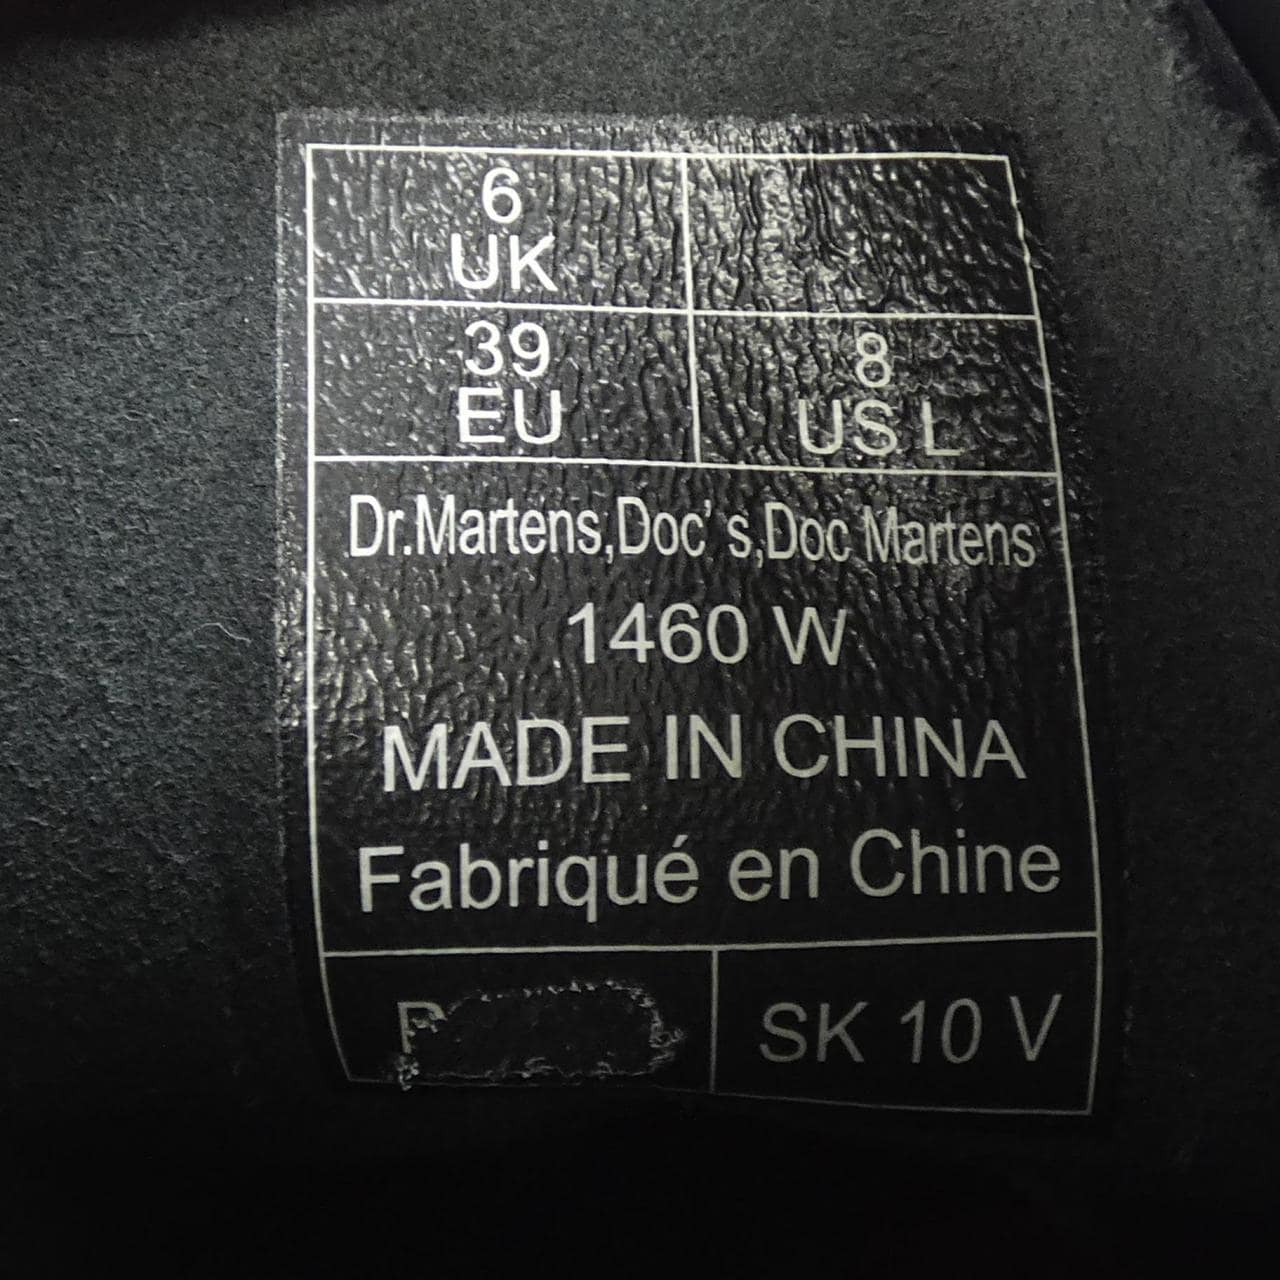 6
UK
39
EU
8
US L
Dr.Martens,Doc's,Doc Martens
1460 W
MADE IN CHINA
Fabriqué en Chine
SK 10 V